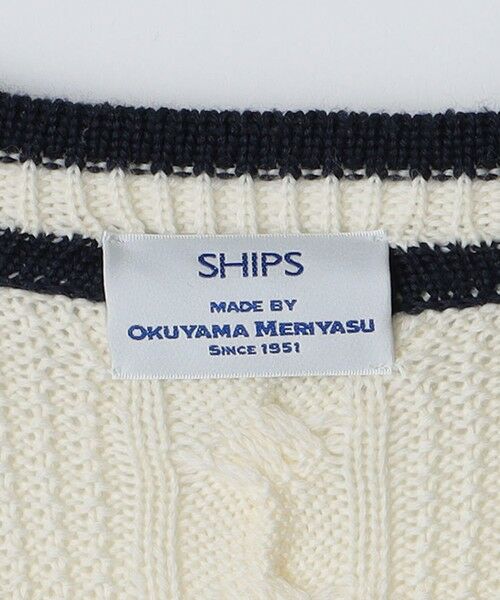 SHIPS
MADE BY
OKUYAMA MERIYASU
SINCE 1951